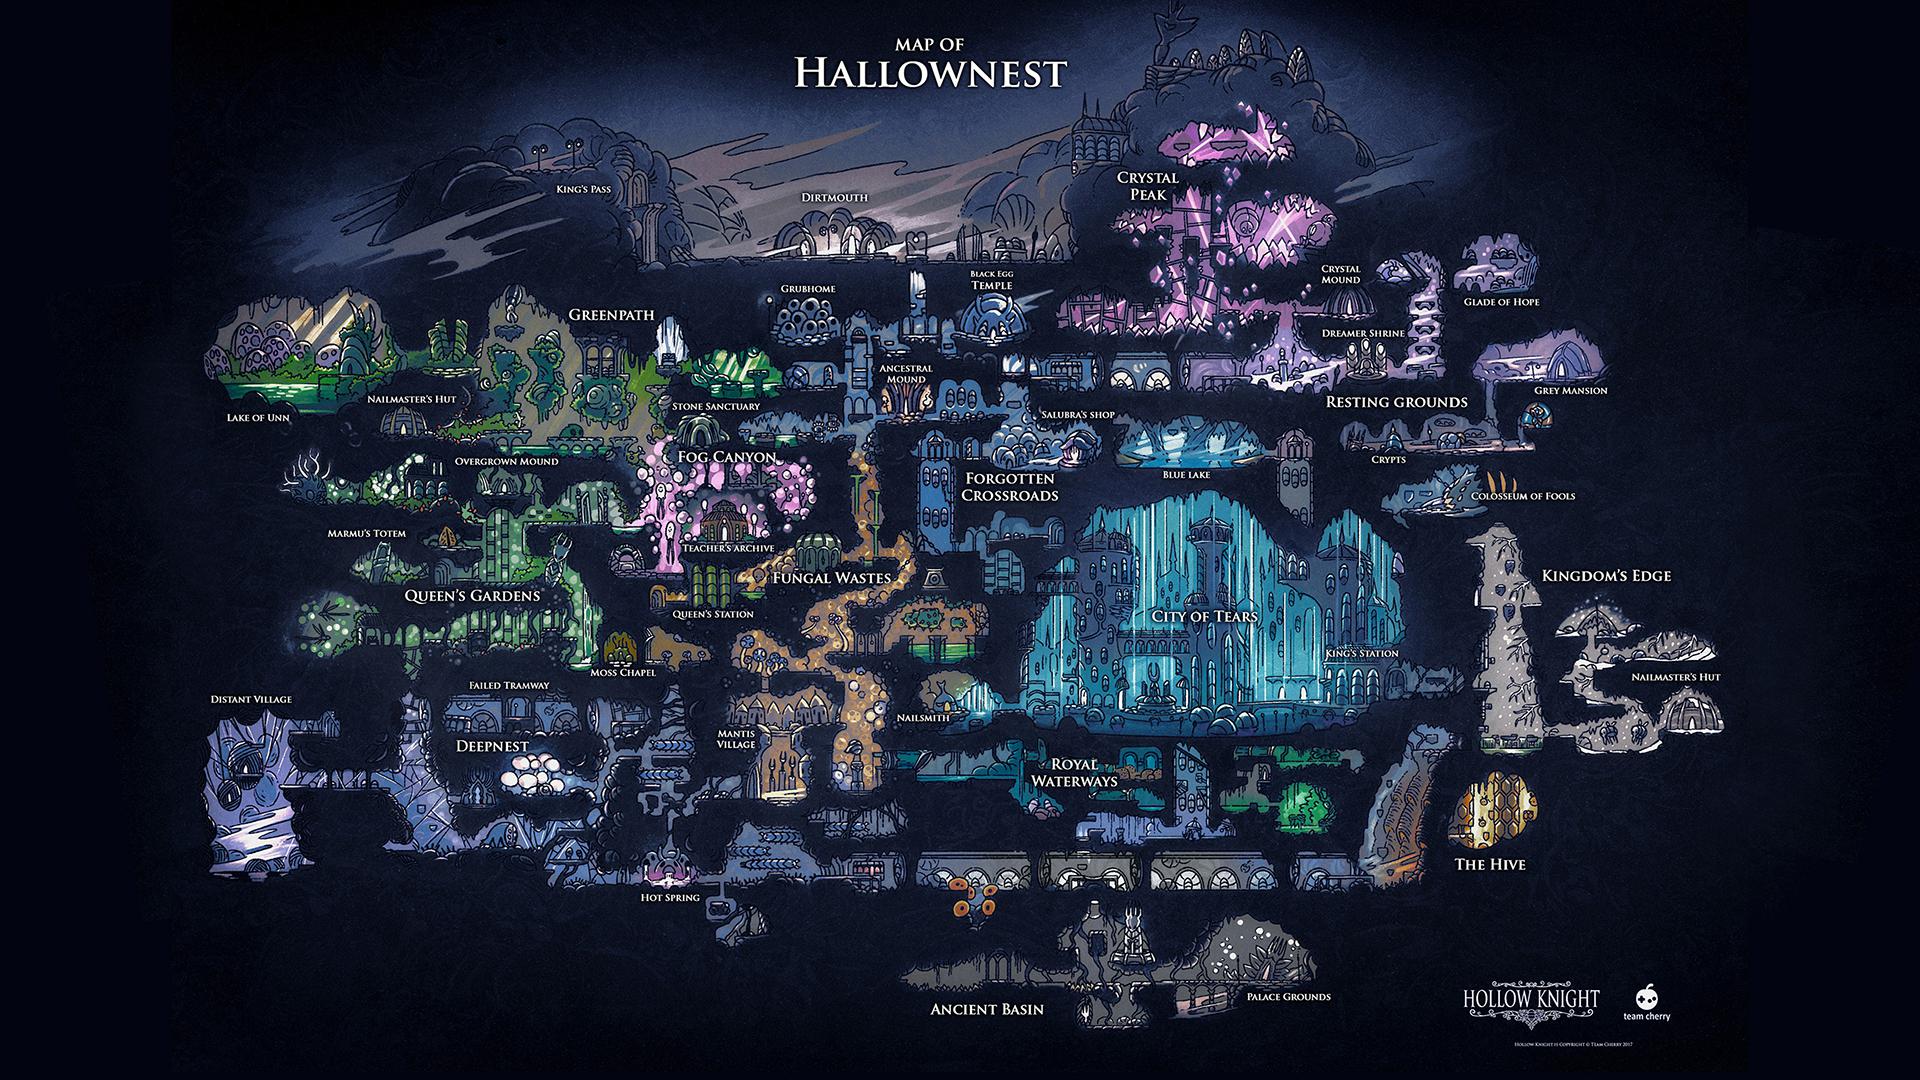 MAP OF
HALLOWNEST
KING'S PASS
DIRTMOUTH
CRYSTAL
PEAK
GRUBHOME
BLACK EGG
TEMPLE
CRYSTAL
MOUND
GLADE OF HOPE
GREENPATH
DREAMER SHRINE
ANCESTRAL
MOUND
GREY MANSION
LAKE OF UNN
NAILMASTER'S HUT
STONE SANCTUARY
SALUBRA'S SHOP
RESTING GROUNDS
OVERGROWN MOUND
FOG CANYON
CRYPTS
BLUE LAKE
FORGOTTEN
CROSSROADS
COLOSSEUM OF FOOLS
MARMU'S TOTEM
TEACHER'S ARCHIVE
FUNGAL WASTES
KINGDOM'S EDGE
QUEEN'S GARDENS
QUEEN'S STATION
CITY OF TEARS
KING'S STATION
MOSS CHAPEL
NAILMASTER'S HUT
DISTANT VILLAGE
FAILED TRAMWAY
NAILSMITH
DEEPNEST
MANTIS
VILLAGE
ROYAL
WATERWAYS
THE HIVE
HOT SPRING
PALACE GROUNDS
ANCIENT BASIN
HOLLOW KNIGHT
team cherry
HOLLOW KNIGHT IS COPYRIGHT © TEAM CHERRY 2017